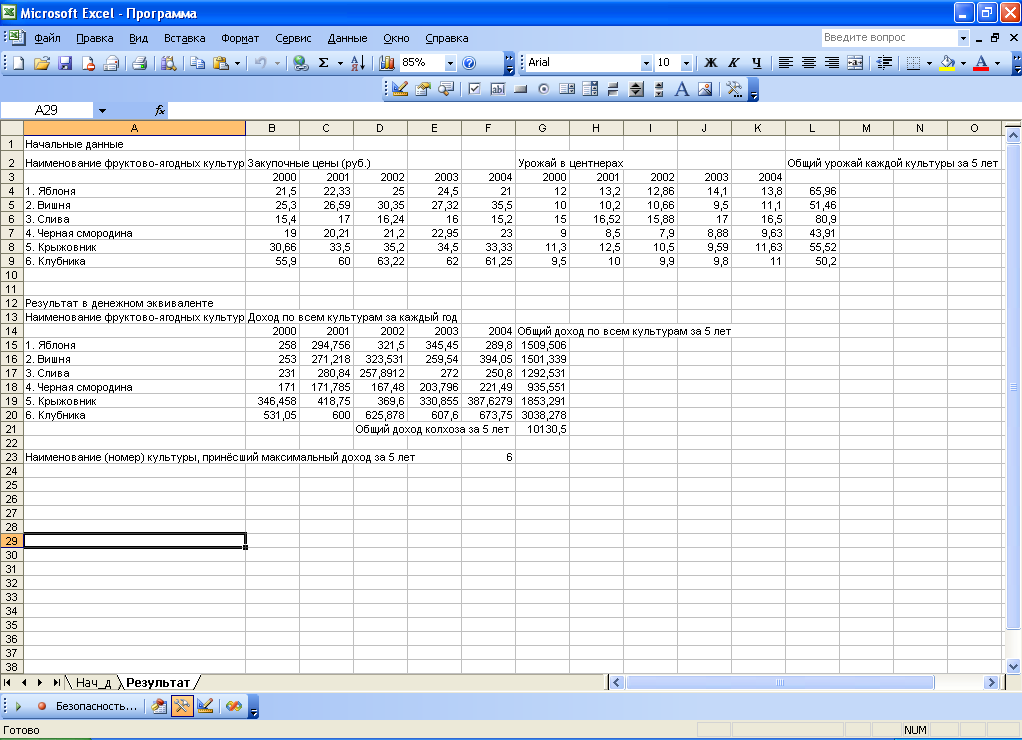 Microsoft Excel - Программа
Файл Правка Вид Вставка Формат Сервис Данные Окно Справка Введите вопрос
85% Arial 10 Ж К Ч
A29 fx
A B C D E F G H I J K L M N O
1 Начальные данные
2 Наименование фруктово-ягодных культур Закупочные цены (руб.) Урожай в центнерах Общий урожай каждой культуры за 5 лет
3 2000 2001 2002 2003 2004 2000 2001 2002 2003 2004
4 1. Яблоня 21,5 22,33 25 24,5 21 12 13,2 12,86 14,1 13,8 65,96
5 2. Вишня 25,3 26,59 30,35 27,32 35,5 10 10,2 10,66 9,5 11,1 51,46
6 3. Слива 15,4 17 16,24 16 15,2 15 16,52 15,88 17 16,5 80,9
7 4. Черная смородина 19 20,21 21,2 22,95 23 9 8,5 7,9 8,88 9,63 43,91
8 5. Крыжовник 30,66 33,5 35,2 34,5 33,33 11,3 12,5 10,5 9,59 11,63 55,52
9 6. Клубника 55,9 60 63,22 62 61,25 9,5 10 9,9 9,8 11 50,2
10
11
12 Результат в денежном эквиваленте
13 Наименование фруктово-ягодных культур Доход по всем культурам за каждый год
14 2000 2001 2002 2003 2004 Общий доход по всем культурам за 5 лет
15 1. Яблоня 258 294,756 321,5 345,45 289,8 1509,506
16 2. Вишня 253 271,218 323,531 259,54 394,05 1501,339
17 3. Слива 231 280,84 257,8912 272 250,8 1292,531
18 4. Черная смородина 171 171,785 167,48 203,796 221,49 935,551
19 5. Крыжовник 346,458 418,75 369,6 330,855 387,6279 1853,291
20 6. Клубника 531,05 600 625,878 607,6 673,75 3038,278
21 Общий доход колхоза за 5 лет 10130,5
22
23 Наименование (номер) культуры, принёсший максимальный доход за 5 лет 6
24
25
26
27
28
29
30
31
32
33
34
35
36
37
38
Нач_д Результат
Безопасность...
Готово NUM